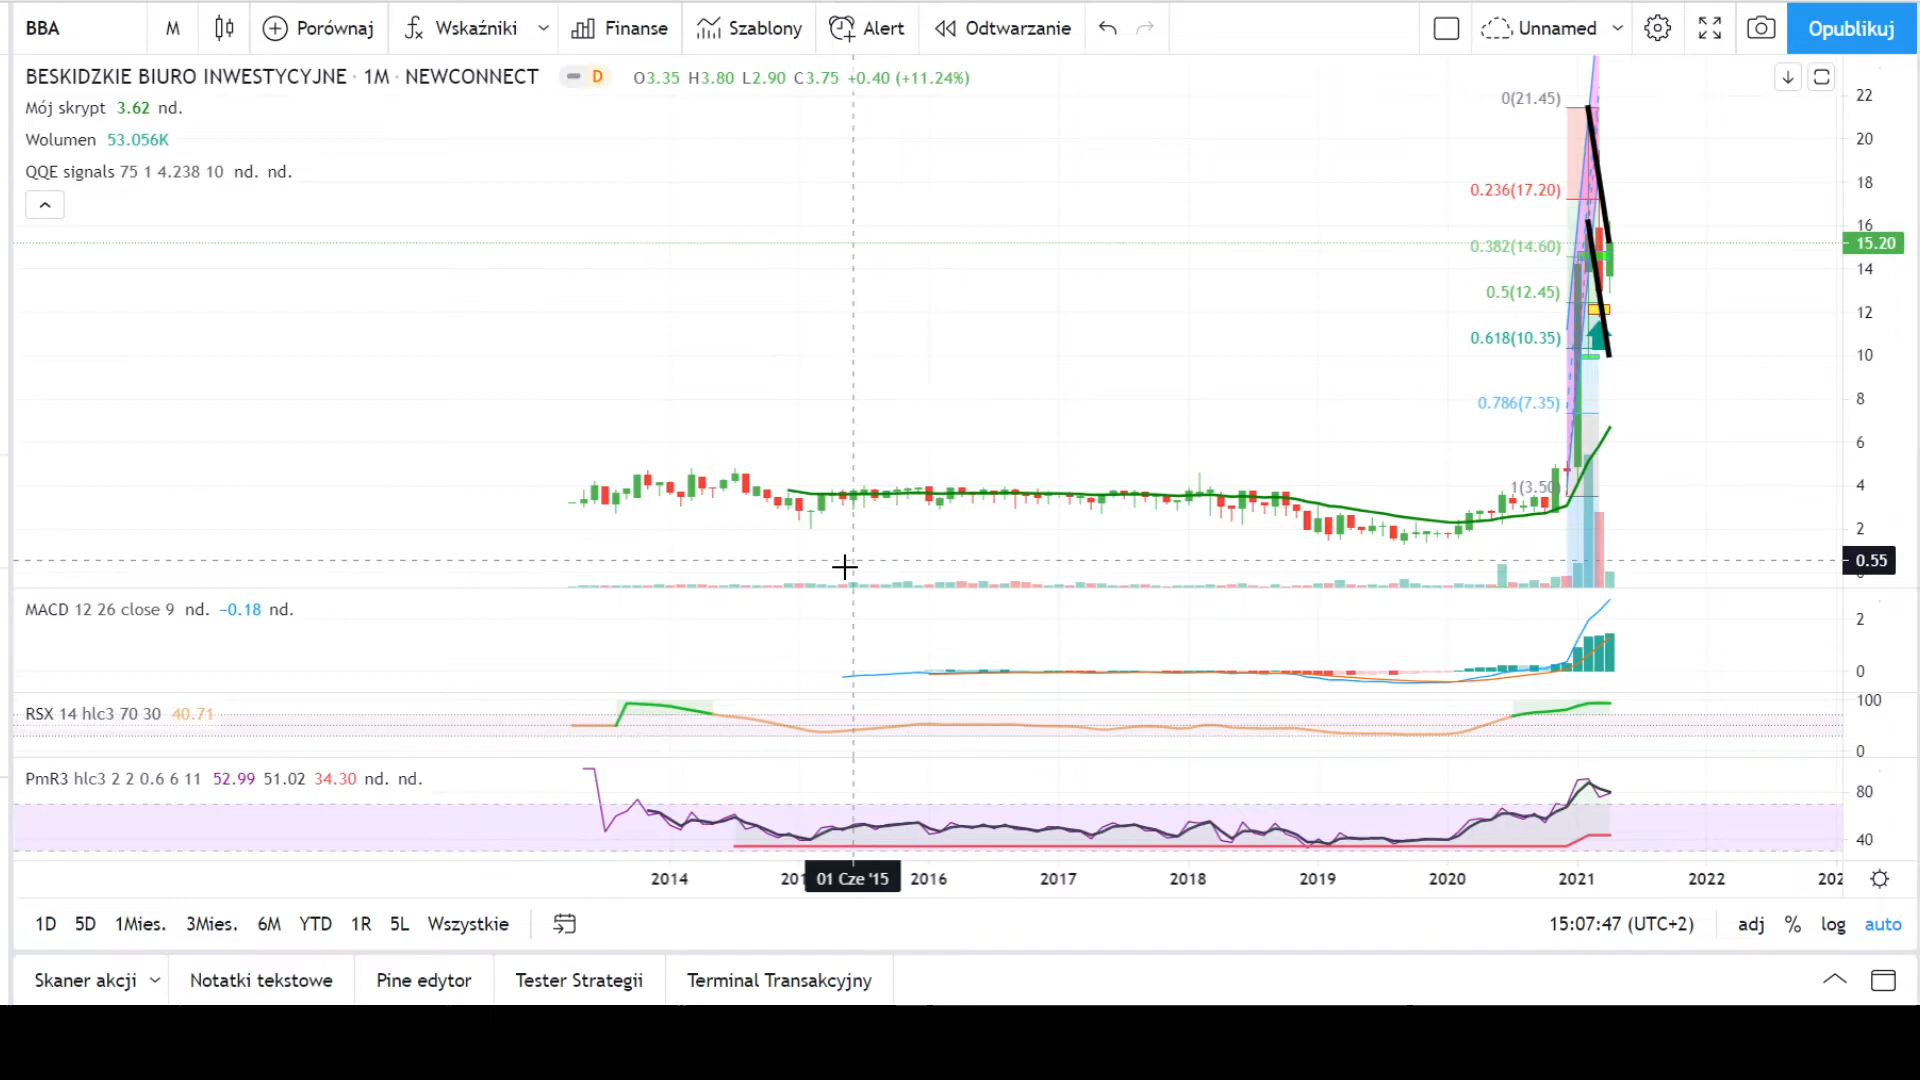 BBA M Porównaj Wskaźniki Finanse Szablony Alert Odtwarzanie Unnamed Opublikuj
BESKIDZKIE BIURO INWESTYCYJNE · 1M · NEWCONNECT D O3.35 H3.80 L2.90 C3.75 +0.40 (+11.24%)
Mój skrypt 3.62 nd.
Wolumen 53.056K
QQE signals 75 1 4.238 10 nd. nd.
0(21.45)
0.236(17.20)
0.382(14.60)
0.5(12.45)
0.618(10.35)
0.786(7.35)
1(3.50)
22
20
18
16
15.20
14
12
10
8
6
4
2
0.55
MACD 12 26 close 9 nd. −0.18 nd.
2
0
RSX 14 hlc3 70 30 40.71
100
0
PmR3 hlc3 2 2 0.6 6 11 52.99 51.02 34.30 nd. nd.
80
40
2014 01 Cze '15 2016 2017 2018 2019 2020 2021 2022
1D 5D 1Mies. 3Mies. 6M YTD 1R 5L Wszystkie 15:07:47 (UTC+2) adj % log auto
Skaner akcji Notatki tekstowe Pine edytor Tester Strategii Terminal Transakcyjny